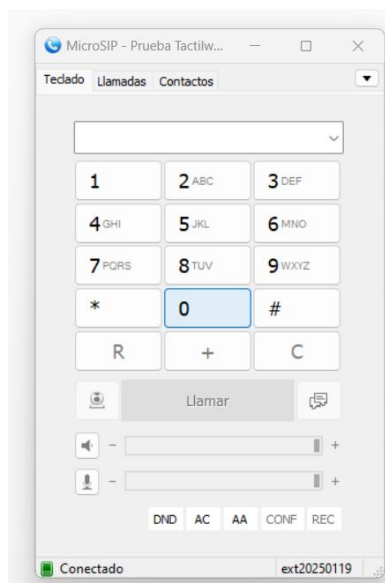 MicroSIP - Prueba Tactilw...
Teclado Llamadas Contactos
1 2 ABC 3 DEF
4 GHI 5 JKL 6 MNO
7 PQRS 8 TUV 9 WXYZ
* 0 #
R + C
Llamar
- +
- +
DND AC AA CONF REC
Conectado ext20250119